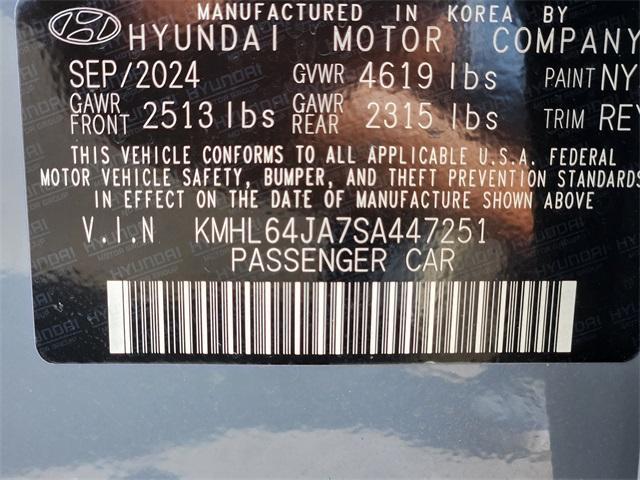 MANUFACTURED IN KOREA BY
HYUNDAI MOTOR COMPANY
SEP/2024 GVWR 4619 lbs PAINT NY
GAWR FRONT 2513 lbs GAWR REAR 2315 lbs TRIM RE
THIS VEHICLE CONFORMS TO ALL APPLICABLE U.S.A. FEDERAL
MOTOR VEHICLE SAFETY, BUMPER, AND THEFT PREVENTION STANDARDS
IN EFFECT ON THE DATE OF MANUFACTURE SHOWN ABOVE
V.I.N KMHL64JA7SA447251
PASSENGER CAR